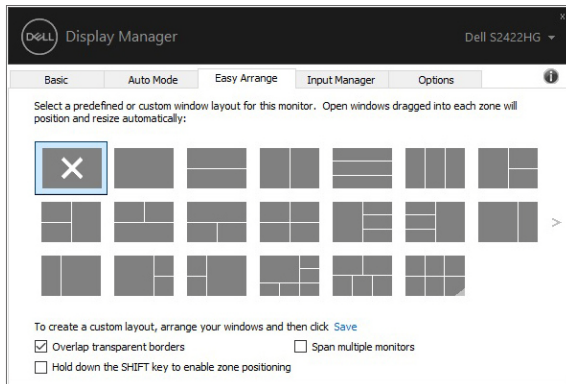 DELL Display Manager
Dell S2422HG
Basic Auto Mode Easy Arrange Input Manager Options
Select a predefined or custom window layout for this monitor. Open windows dragged into each zone will
position and resize automatically:
To create a custom layout, arrange your windows and then click Save
Overlap transparent borders
Span multiple monitors
Hold down the SHIFT key to enable zone positioning